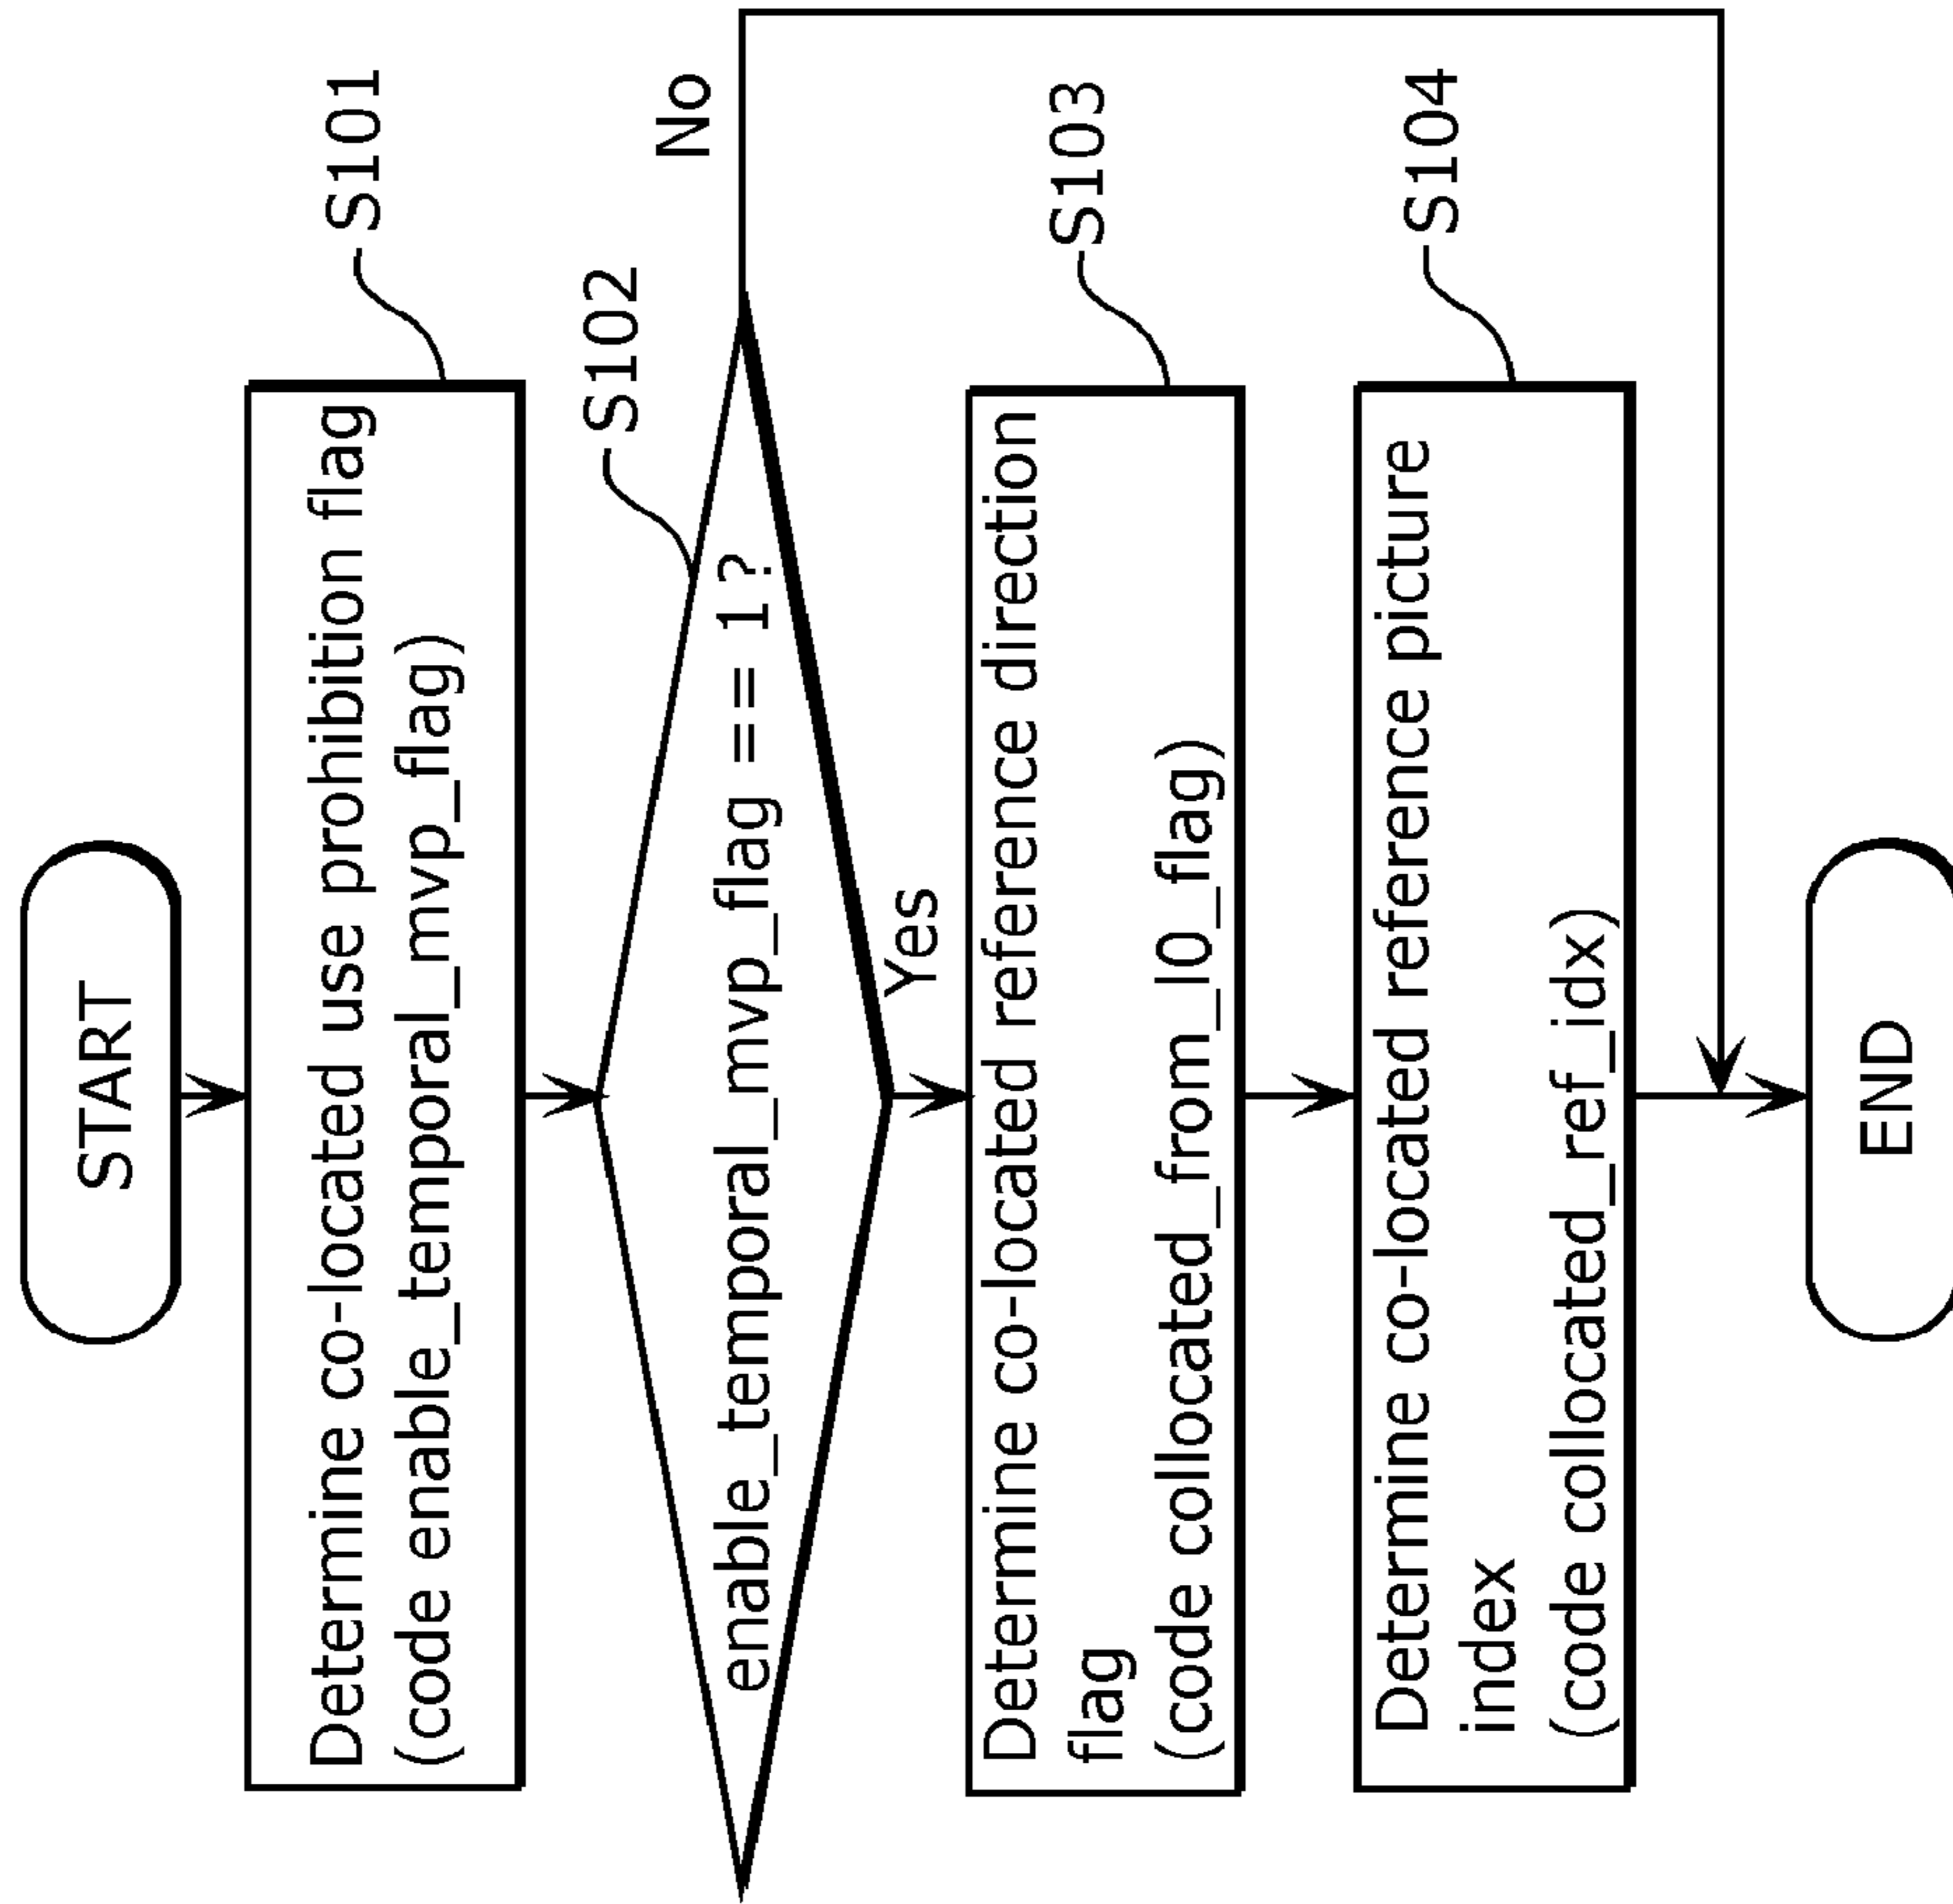 START
S101
Determine co-located use prohibition flag
(code enable_temporal_mvp_flag)
S102
No
enable_temporal_mvp_flag == 1?
Yes
S103
Determine co-located reference direction
flag
(code collocated_from_l0_flag)
S104
Determine co-located reference picture
index
(code collocated_ref_idx)
END